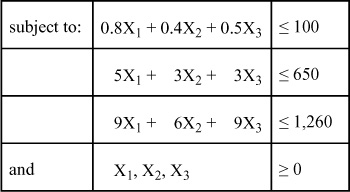 subject to: 0.8X₁ + 0.4X₂ + 0.5X₃ ≤ 100
5X₁ + 3X₂ + 3X₃ ≤ 650
9X₁ + 6X₂ + 9X₃ ≤ 1,260
and X₁, X₂, X₃ ≥ 0